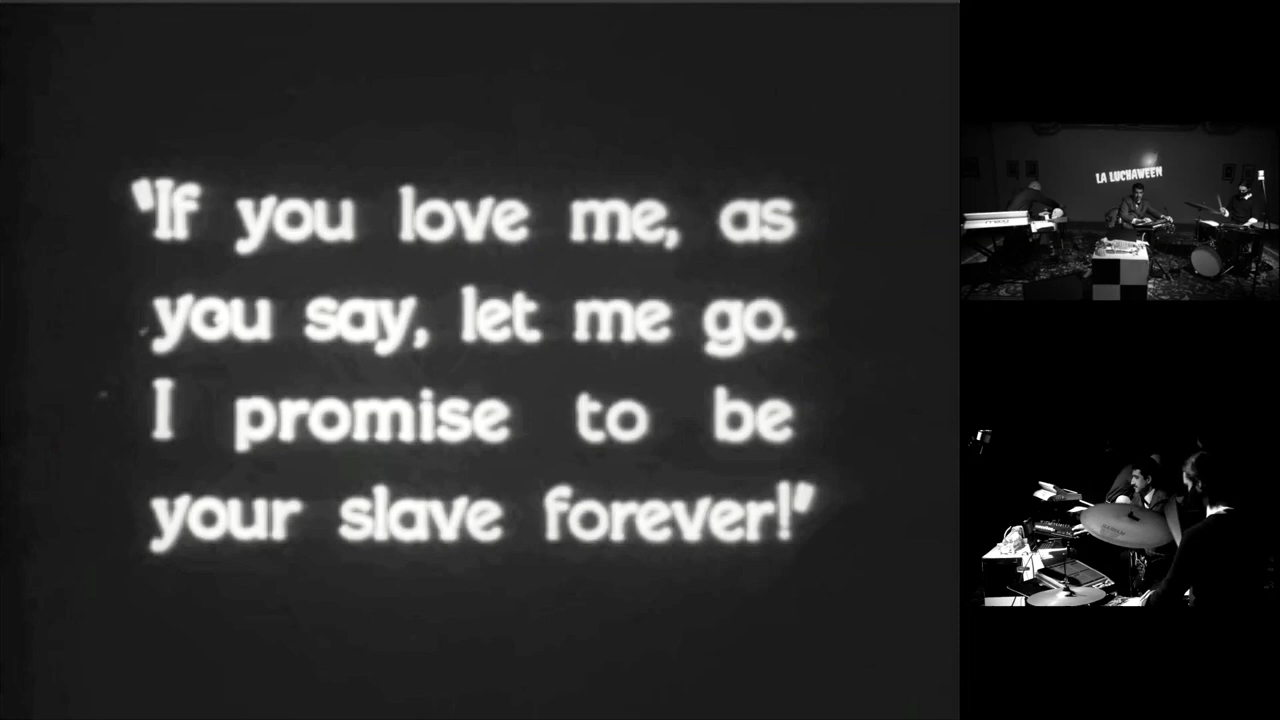 "If you love me, as
you say, let me go.
I promise to be
your slave forever!"
LA LUCHAWEEN